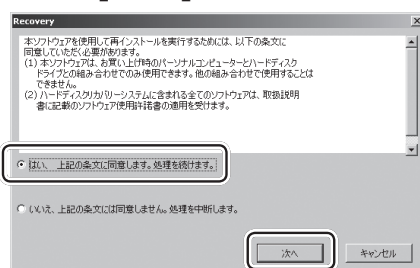 Recovery
本ソフトウェアを使用して再インストールを実行するためには、以下の条文に
同意していただく必要があります。
(1) 本ソフトウェアは、お買い上げ時のパーソナルコンピューターとハードディスク
ドライブとの組み合わせでのみ使用できます。他の組み合わせで使用することは
できません。
(2) ハードディスクリカバリーシステムに含まれる全てのソフトウェアは、取扱説明
書に記載のソフトウェア使用許諾書の適用を受けます。
はい、 上記の条文に同意します。処理を続けます。
いいえ、上記の条文には同意しません。処理を中断します。
次へ
キャンセル